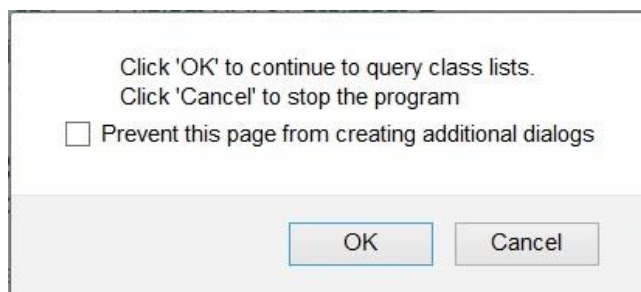 Click 'OK' to continue to query class lists.
Click 'Cancel' to stop the program
Prevent this page from creating additional dialogs
OK
Cancel